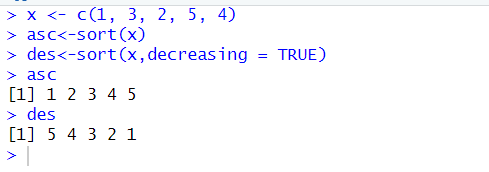 > x <- c(1, 3, 2, 5, 4)
> asc<-sort(x)
> des<-sort(x,decreasing = TRUE)
> asc
[1] 1 2 3 4 5
> des
[1] 5 4 3 2 1
>